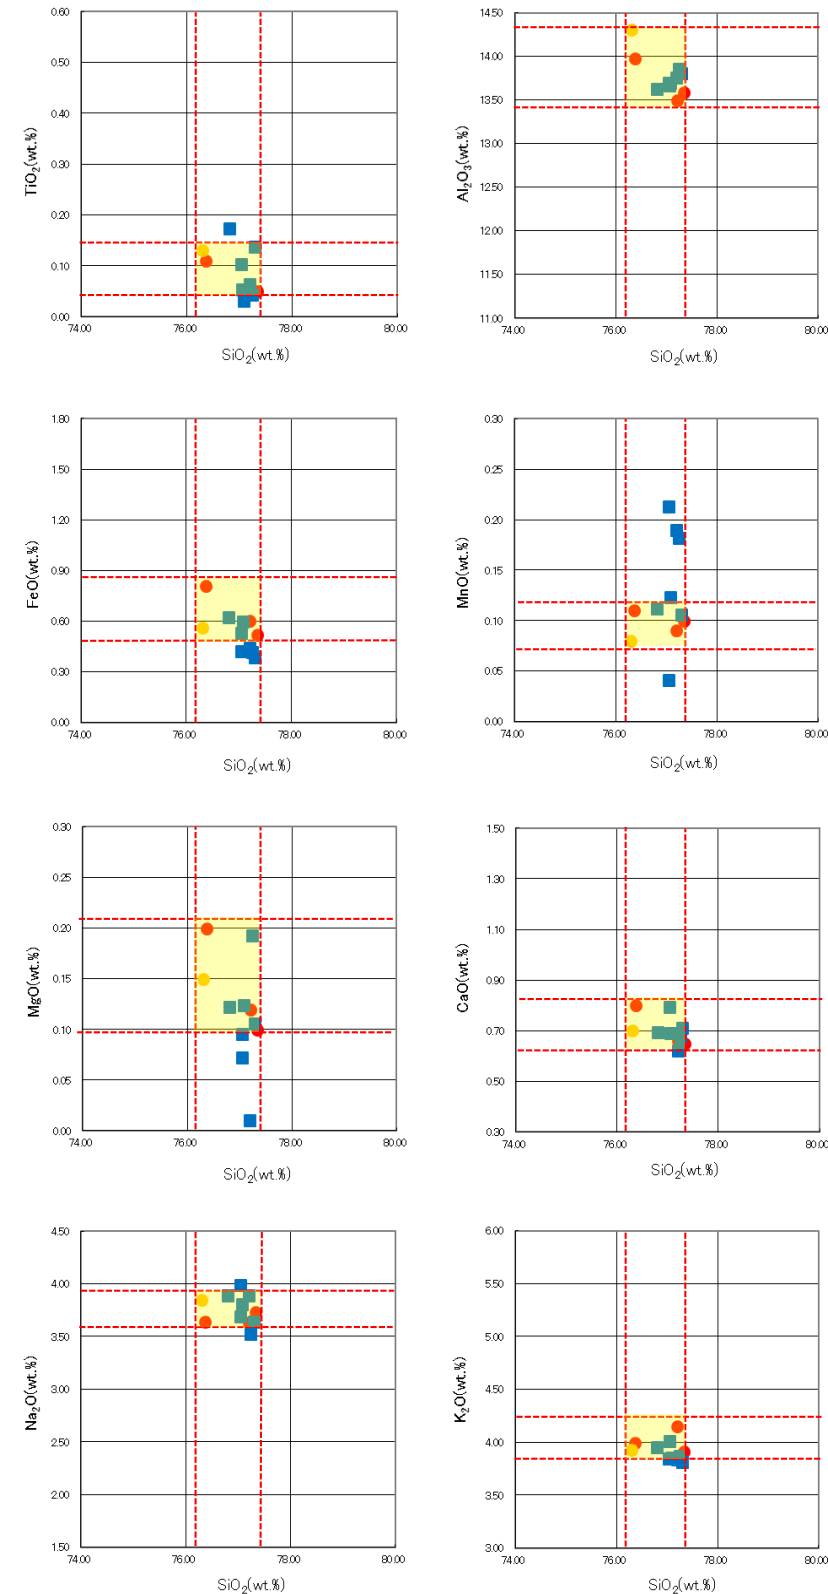 0.60
0.50
0.40
0.30
0.20
0.10
0.00
TiO2(wt.%)
74.00 76.00 78.00 80.00
SiO2(wt.%)
14.50
14.00
13.50
13.00
12.50
12.00
11.50
11.00
Al2O3(wt.%)
74.00 76.00 78.00 80.00
SiO2(wt.%)
1.80
1.50
1.20
0.90
0.60
0.30
0.00
FeO(wt.%)
74.00 76.00 78.00 80.00
SiO2(wt.%)
0.30
0.25
0.20
0.15
0.10
0.05
0.00
MnO(wt.%)
74.00 76.00 78.00 80.00
SiO2(wt.%)
0.30
0.25
0.20
0.15
0.10
0.05
0.00
MgO(wt.%)
74.00 76.00 78.00 80.00
SiO2(wt.%)
1.50
1.30
1.10
0.90
0.70
0.50
0.30
CaO(wt.%)
74.00 76.00 78.00 80.00
SiO2(wt.%)
4.50
4.00
3.50
3.00
2.50
2.00
1.50
Na2O(wt.%)
74.00 76.00 78.00 80.00
SiO2(wt.%)
6.00
5.50
5.00
4.50
4.00
3.50
3.00
K2O(wt.%)
74.00 76.00 78.00 80.00
SiO2(wt.%)